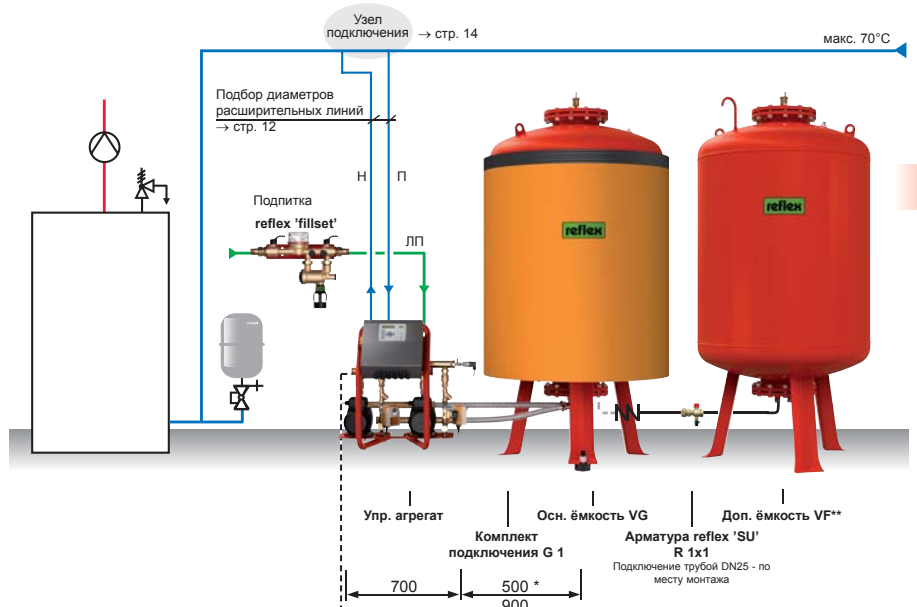 Узел
подключения → стр. 14
макс. 70°C
Подбор диаметров
расширительных линий
→ стр. 12
Н П
Подпитка
reflex 'fillset'
ЛП
reflex
reflex
Упр. агрегат
Осн. ёмкость VG
Доп. ёмкость VF**
Комплект
подключения G 1
Арматура reflex 'SU'
R 1x1
Подключение трубой DN25 - по
месту монтажа
700
500 *
900